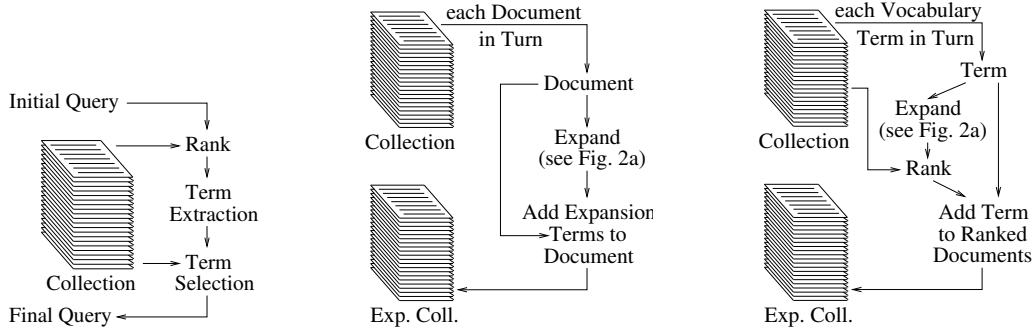 Initial Query
Rank
Term
Extraction
Term
Selection
Collection
Final Query
each Document
in Turn
Document
Collection
Expand
(see Fig. 2a)
Add Expansion
Terms to
Document
Exp. Coll.
each Vocabulary
Term in Turn
Term
Collection
Expand
(see Fig. 2a)
Rank
Add Term
to Ranked
Documents
Exp. Coll.